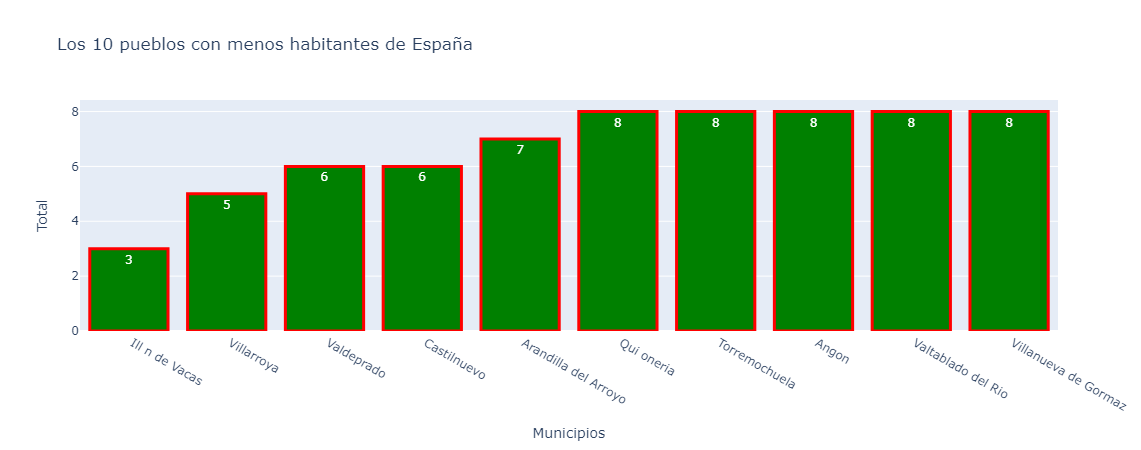 Los 10 pueblos con menos habitantes de España
Total
8
6
4
2
0
3
5
6
6
7
8
8
8
8
8
Ill n de Vacas
Villarroya
Valdeprado
Castilnuevo
Arandilla del Arroyo
Qui oneria
Torremochuela
Angon
Valtablado del Rio
Villanueva de Gormaz
Municipios